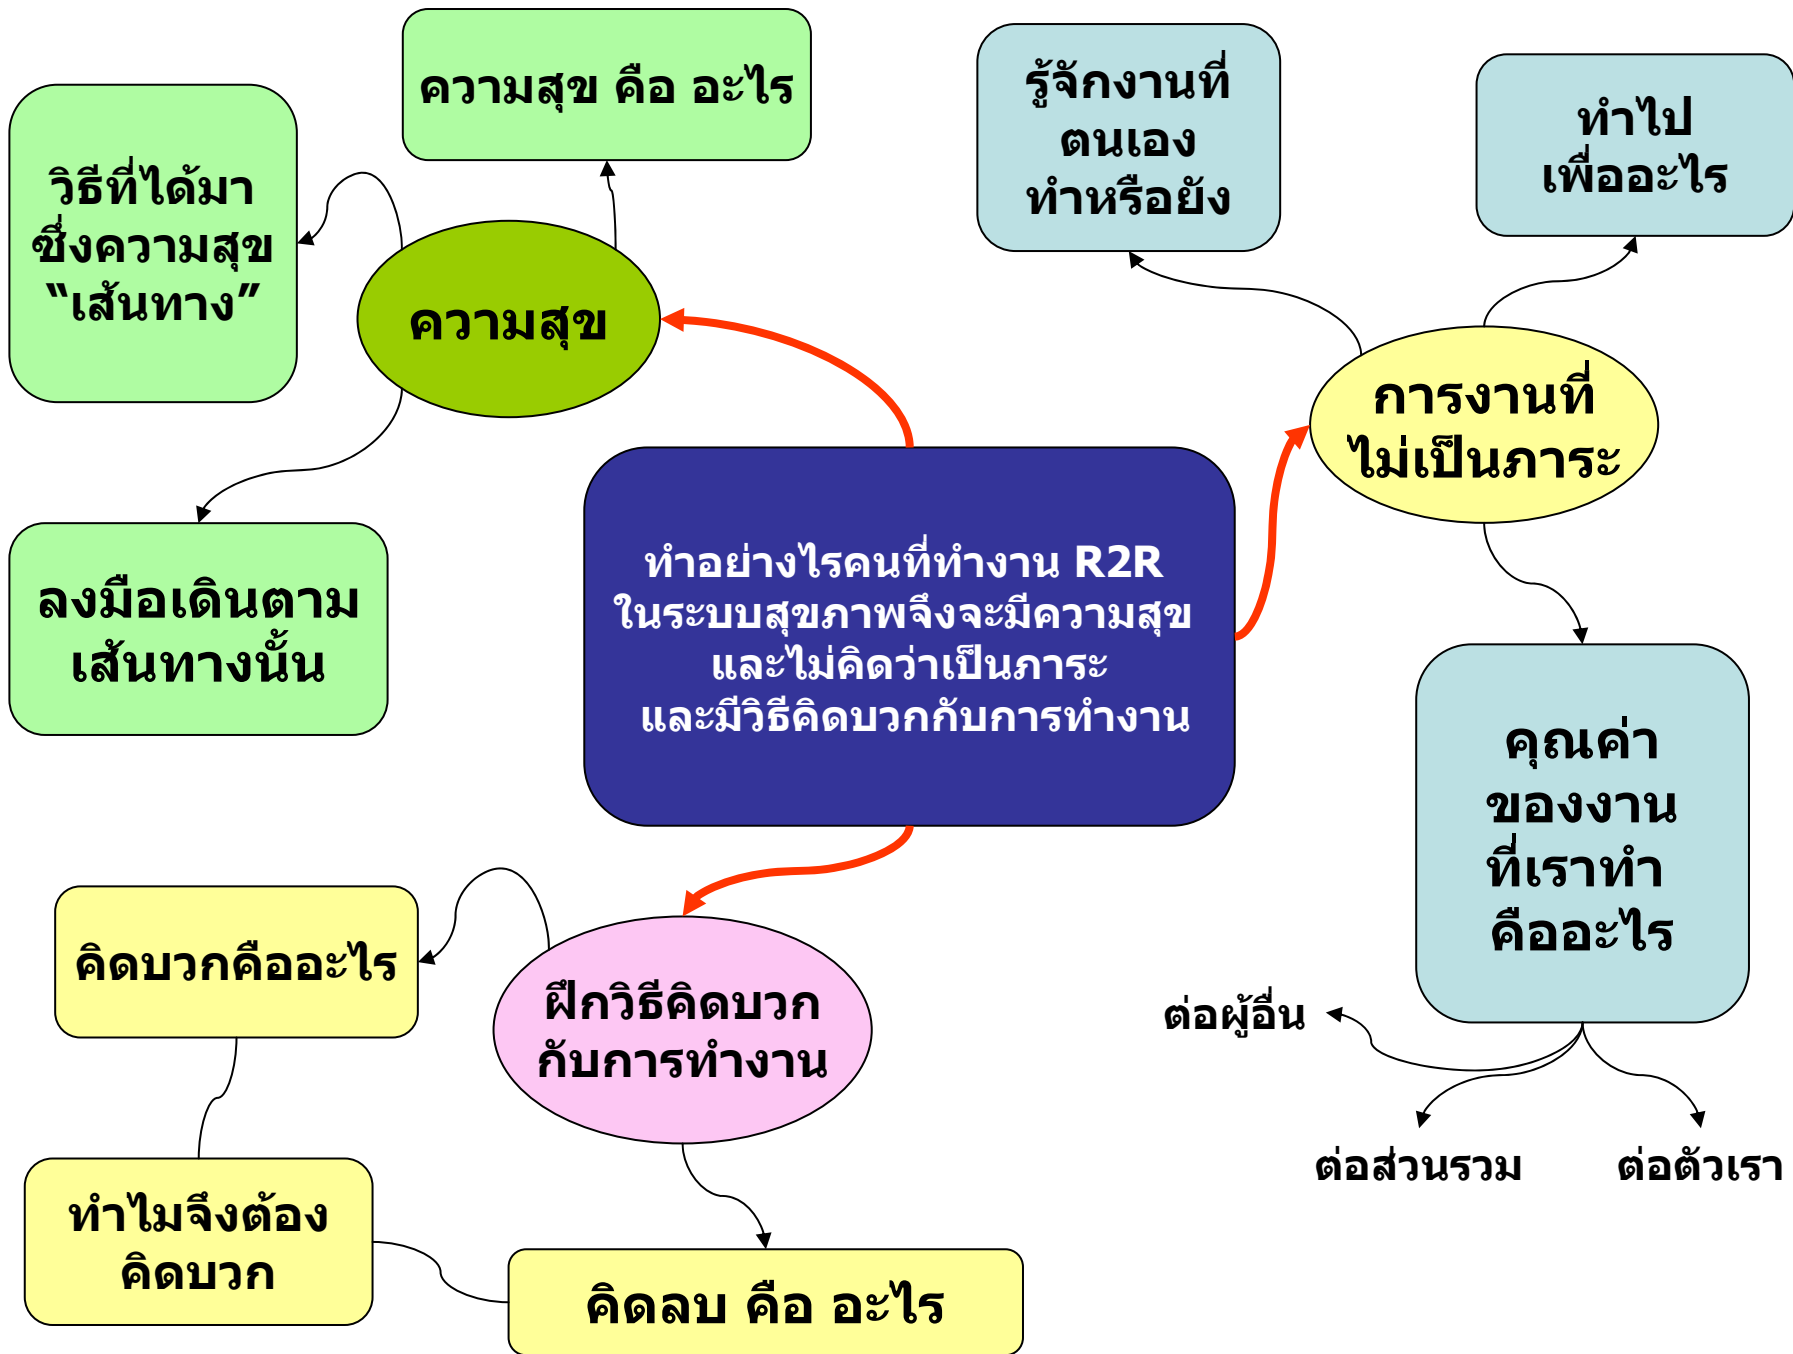 ความสุข คือ อะไร
วิธีที่ได้มา
ซึ่งความสุข
“เส้นทาง”
ความสุข
ลงมือเดินตาม
เส้นทางนั้น
รู้จักงานที่
ตนเอง
ทำหรือยัง
ทำไป
เพื่ออะไร
การงานที่
ไม่เป็นภาระ
ทำอย่างไรคนที่ทำงาน R2R
ในระบบสุขภาพจึงจะมีความสุข
และไม่คิดว่าเป็นภาระ
และมีวิธีคิดบวกกับการทำงาน
คุณค่า
ของงาน
ที่เราทำ
คืออะไร
ต่อผู้อื่น
ต่อส่วนรวม
ต่อตัวเรา
คิดบวกคืออะไร
ฝึกวิธีคิดบวก
กับการทำงาน
ทำไมจึงต้อง
คิดบวก
คิดลบ คือ อะไร